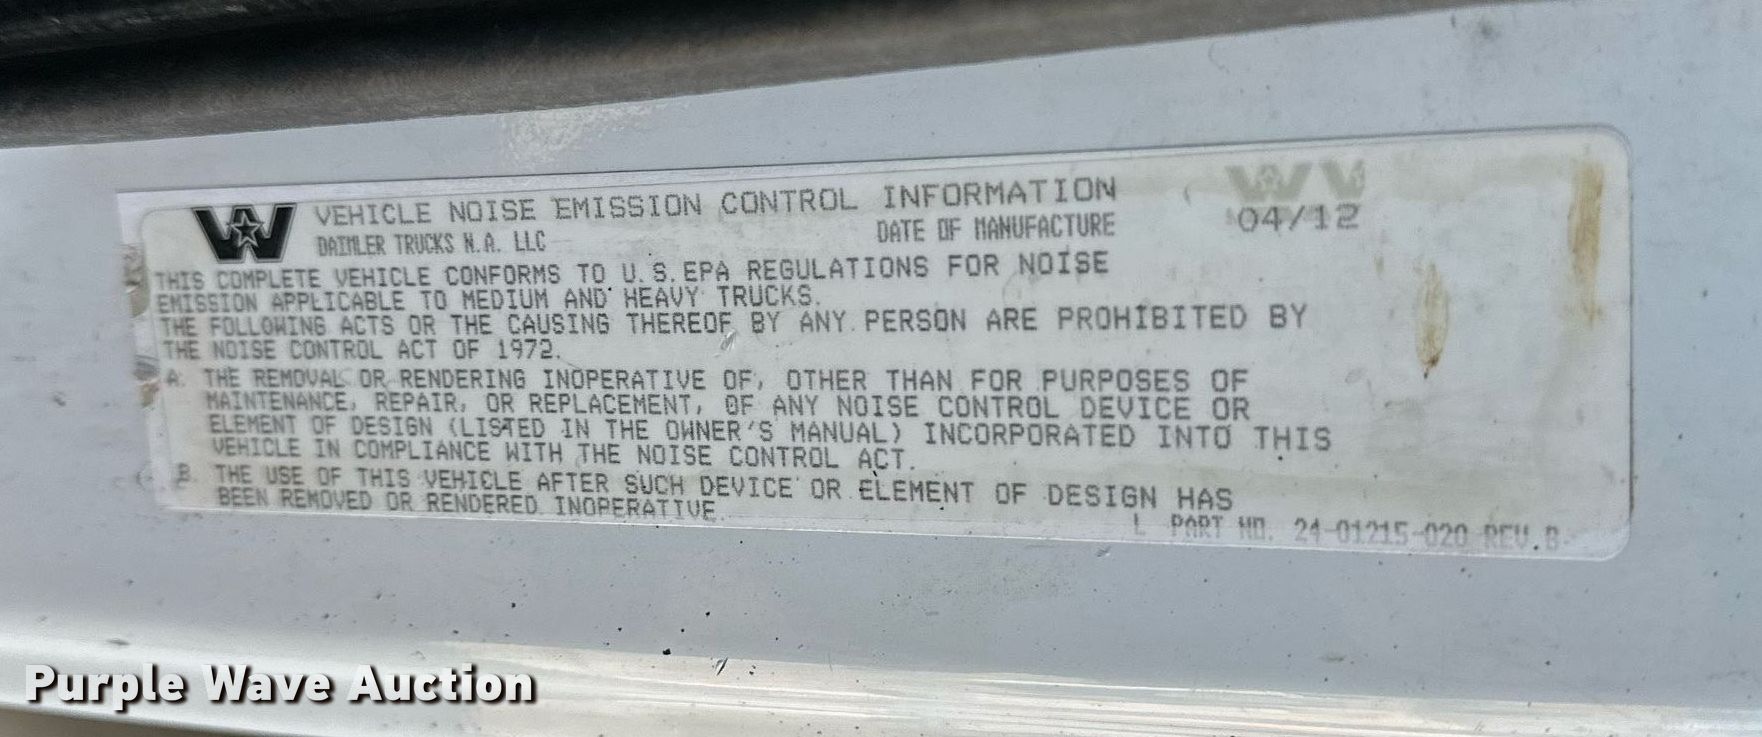 VEHICLE NOISE EMISSION CONTROL INFORMATION
DAIMLER TRUCKS N.A. LLC DATE OF MANUFACTURE 04/12
THIS COMPLETE VEHICLE CONFORMS TO U.S.EPA REGULATIONS FOR NOISE
EMISSION APPLICABLE TO MEDIUM AND HEAVY TRUCKS.
THE FOLLOWING ACTS OR THE CAUSING THEREOF BY ANY PERSON ARE PROHIBITED BY
THE NOISE CONTROL ACT OF 1972.
A. THE REMOVAL OR RENDERING INOPERATIVE OF, OTHER THAN FOR PURPOSES OF
MAINTENANCE, REPAIR, OR REPLACEMENT, OF ANY NOISE CONTROL DEVICE OR
ELEMENT OF DESIGN (LISTED IN THE OWNER'S MANUAL) INCORPORATED INTO THIS
VEHICLE IN COMPLIANCE WITH THE NOISE CONTROL ACT.
B. THE USE OF THIS VEHICLE AFTER SUCH DEVICE OR ELEMENT OF DESIGN HAS
BEEN REMOVED OR RENDERED INOPERATIVE.
L PART NO. 24-01215-020 REV.B
Purple Wave Auction